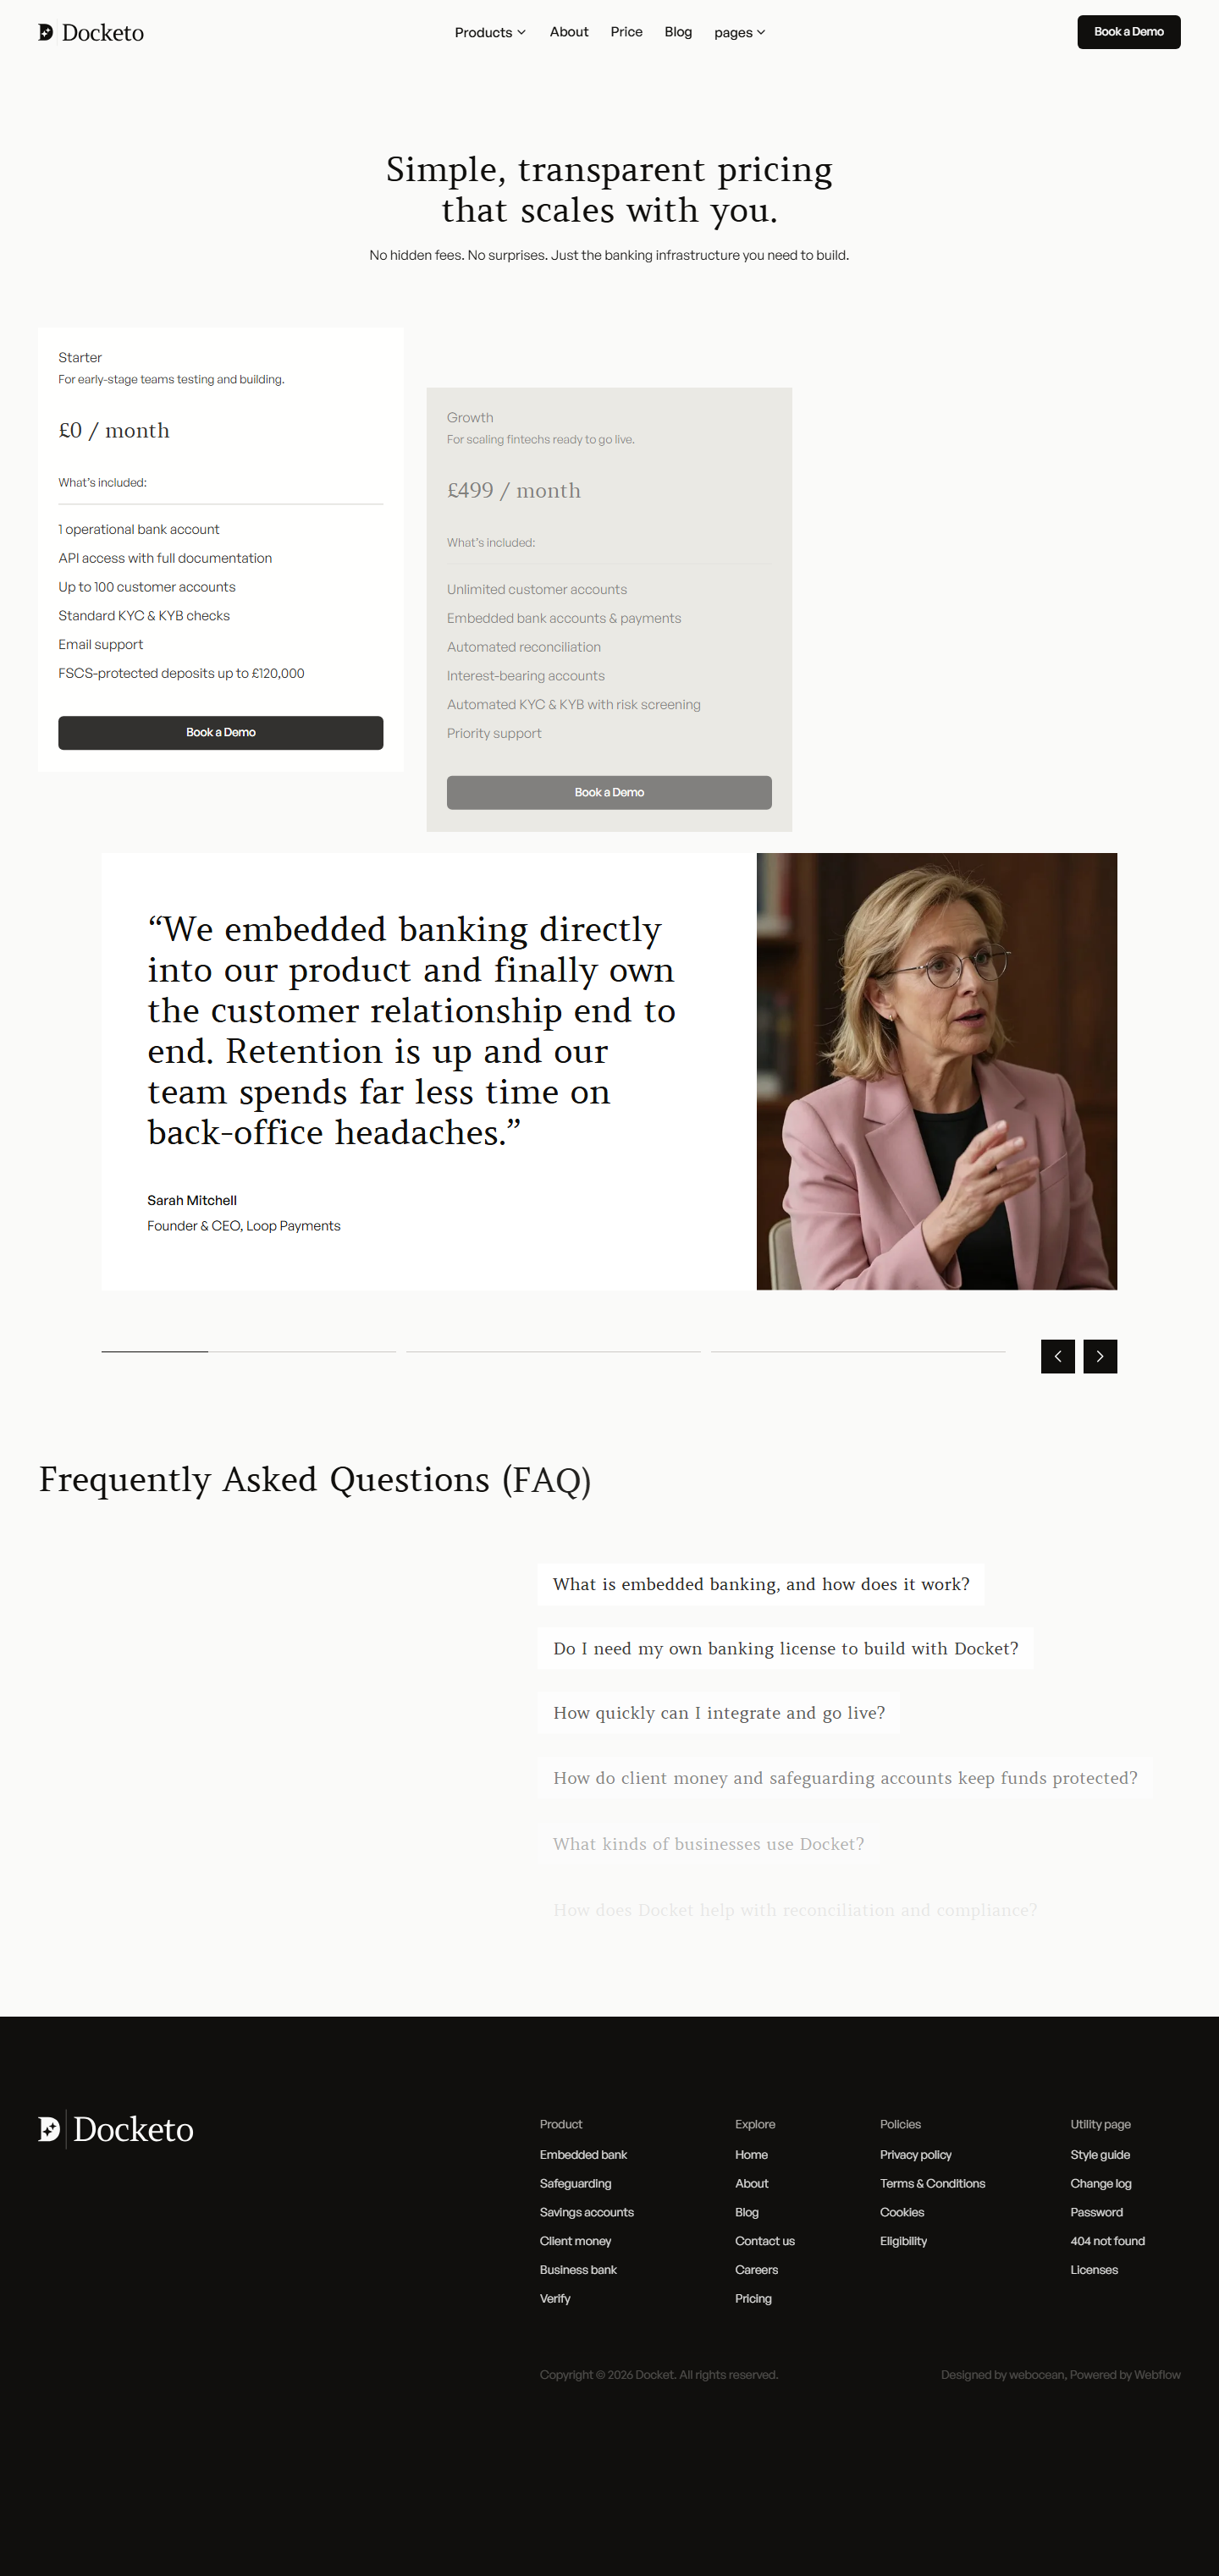 Docketo
Products
About
Price
Blog
pages
Book a Demo
Simple, transparent pricing
that scales with you.
No hidden fees. No surprises. Just the banking infrastructure you need to build.
Starter
For early-stage teams testing and building.
£0 / month
What's included:
1 operational bank account
API access with full documentation
Up to 100 customer accounts
Standard KYC & KYB checks
Email support
FSCS-protected deposits up to £120,000
Book a Demo
Growth
For scaling fintechs ready to go live.
£499 / month
What's included:
Unlimited customer accounts
Embedded bank accounts & payments
Automated reconciliation
Interest-bearing accounts
Automated KYC & KYB with risk screening
Priority support
Book a Demo
“We embedded banking directly
into our product and finally own
the customer relationship end to
end. Retention is up and our
team spends far less time on
back-office headaches.”
Sarah Mitchell
Founder & CEO, Loop Payments
Frequently Asked Questions (FAQ)
What is embedded banking, and how does it work?
Do I need my own banking license to build with Docket?
How quickly can I integrate and go live?
How do client money and safeguarding accounts keep funds protected?
What kinds of businesses use Docket?
How does Docket help with reconciliation and compliance?
Docketo
Product
Embedded bank
Safeguarding
Savings accounts
Client money
Business bank
Verify
Explore
Home
About
Blog
Contact us
Careers
Pricing
Policies
Privacy policy
Terms & Conditions
Cookies
Eligibility
Utility page
Style guide
Change log
Password
404 not found
Licenses
Copyright © 2026 Docket. All rights reserved.
Designed by webocean, Powered by Webflow